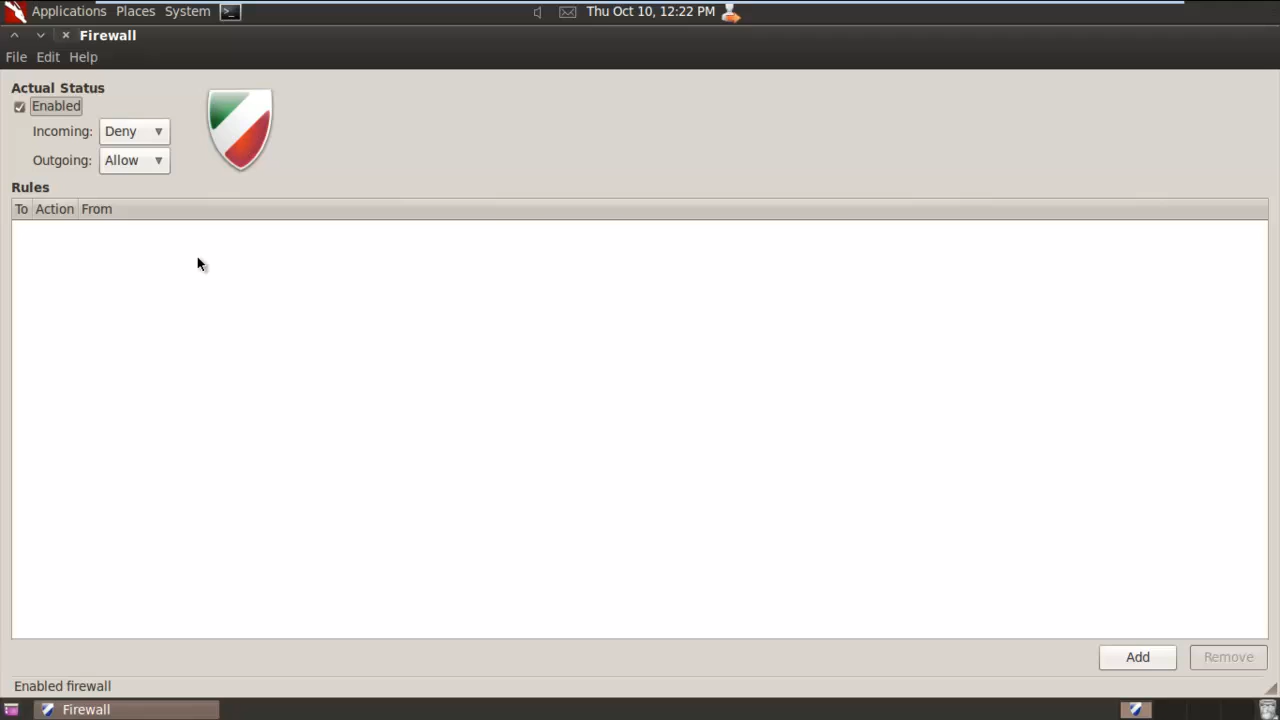 Applications Places System Thu Oct 10, 12:22 PM
Firewall
File Edit Help
Actual Status
Enabled
Incoming: Deny
Outgoing: Allow
Rules
To Action From
Add Remove
Enabled firewall
Firewall